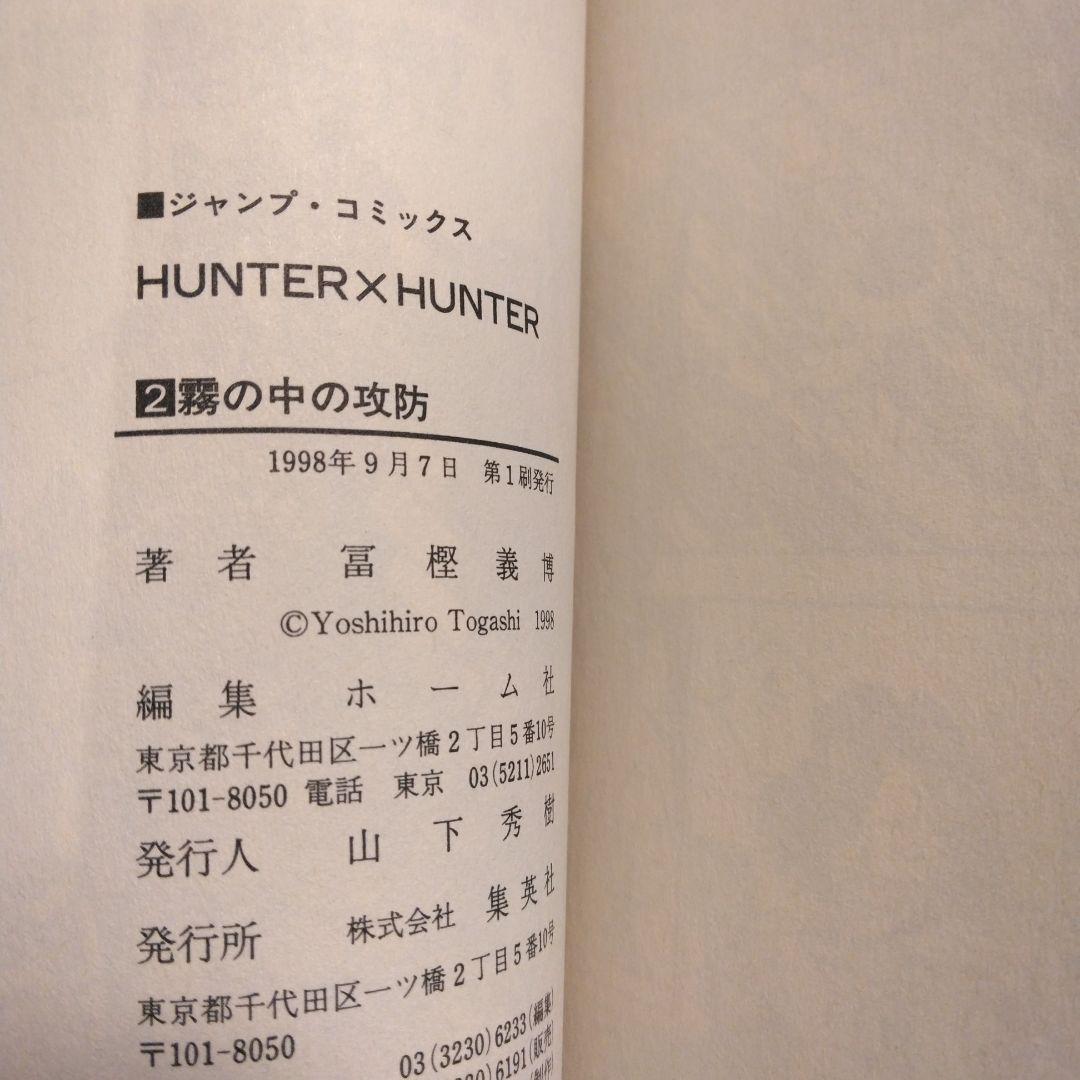 ■ジャンプ・コミックス
HUNTER×HUNTER
2霧の中の攻防
1998年9月7日 第1刷発行
著者 冨樫義博
©Yoshihiro Togashi 1998
編集 ホーム社
東京都千代田区一ツ橋2丁目5番10号
〒101-8050 電話 東京 03(5211)2651
発行人 山下秀樹
発行所 株式会社 集英社
東京都千代田区一ツ橋2丁目5番10号
〒101-8050
03(3230)6233(編集)
6191(販売)